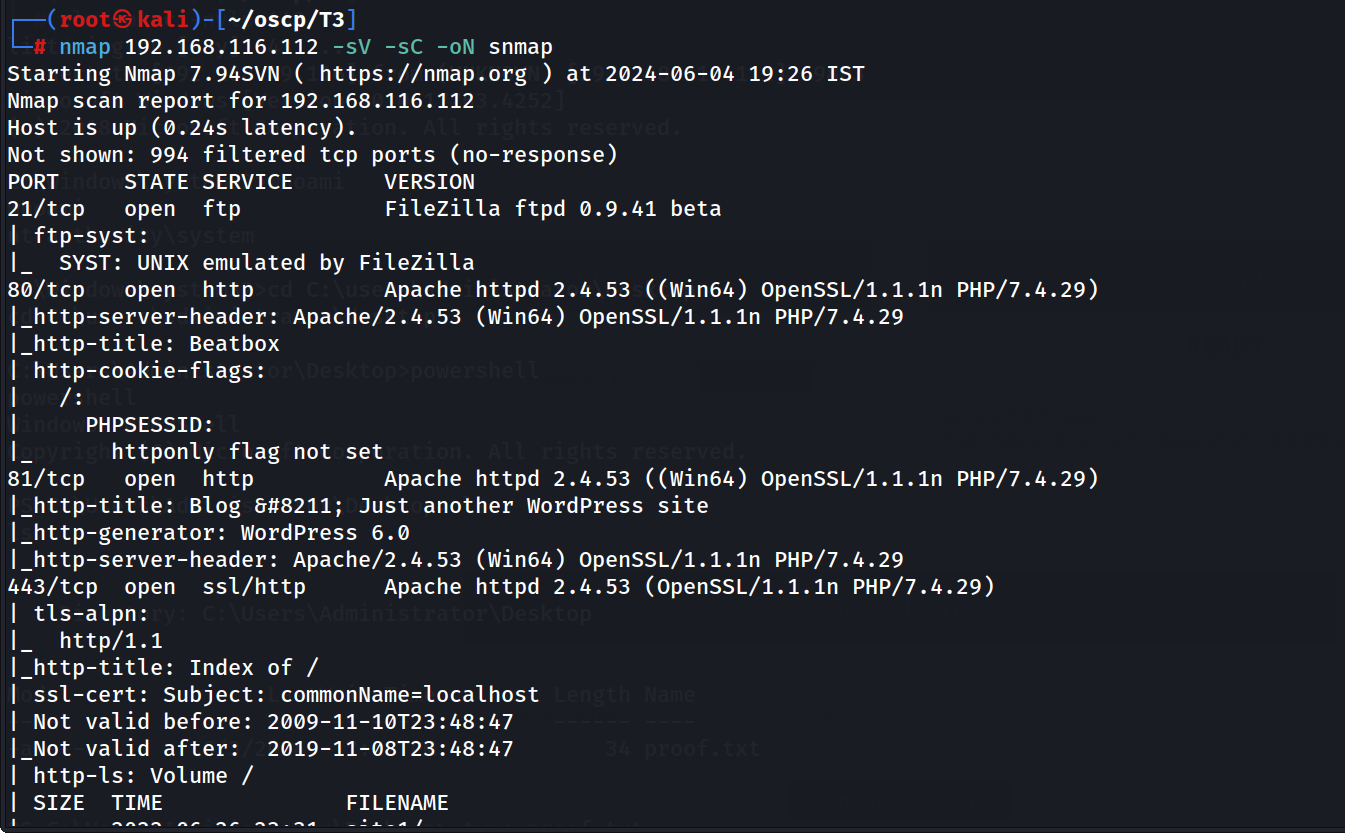 ┌──(root㉿kali)-[~/oscp/T3]
└─# nmap 192.168.116.112 -sV -sC -oN snmap
Starting Nmap 7.94SVN ( https://nmap.org ) at 2024-06-04 19:26 IST
Nmap scan report for 192.168.116.112
Host is up (0.24s latency).
Not shown: 994 filtered tcp ports (no-response)
PORT    STATE SERVICE       VERSION
21/tcp  open  ftp           FileZilla ftpd 0.9.41 beta
| ftp-syst:
|_  SYST: UNIX emulated by FileZilla
80/tcp  open  http          Apache httpd 2.4.53 ((Win64) OpenSSL/1.1.1n PHP/7.4.29)
|_http-server-header: Apache/2.4.53 (Win64) OpenSSL/1.1.1n PHP/7.4.29
|_http-title: Beatbox
| http-cookie-flags:
|   /:
|     PHPSESSID:
|_      httponly flag not set
81/tcp  open  http          Apache httpd 2.4.53 ((Win64) OpenSSL/1.1.1n PHP/7.4.29)
|_http-title: Blog &#8211; Just another WordPress site
|_http-generator: WordPress 6.0
|_http-server-header: Apache/2.4.53 (Win64) OpenSSL/1.1.1n PHP/7.4.29
443/tcp open  ssl/http      Apache httpd 2.4.53 (OpenSSL/1.1.1n PHP/7.4.29)
| tls-alpn:
|_  http/1.1
|_http-title: Index of /
| ssl-cert: Subject: commonName=localhost
| Not valid before: 2009-11-10T23:48:47
|_Not valid after:  2019-11-08T23:48:47
| http-ls: Volume /
| SIZE  TIME              FILENAME